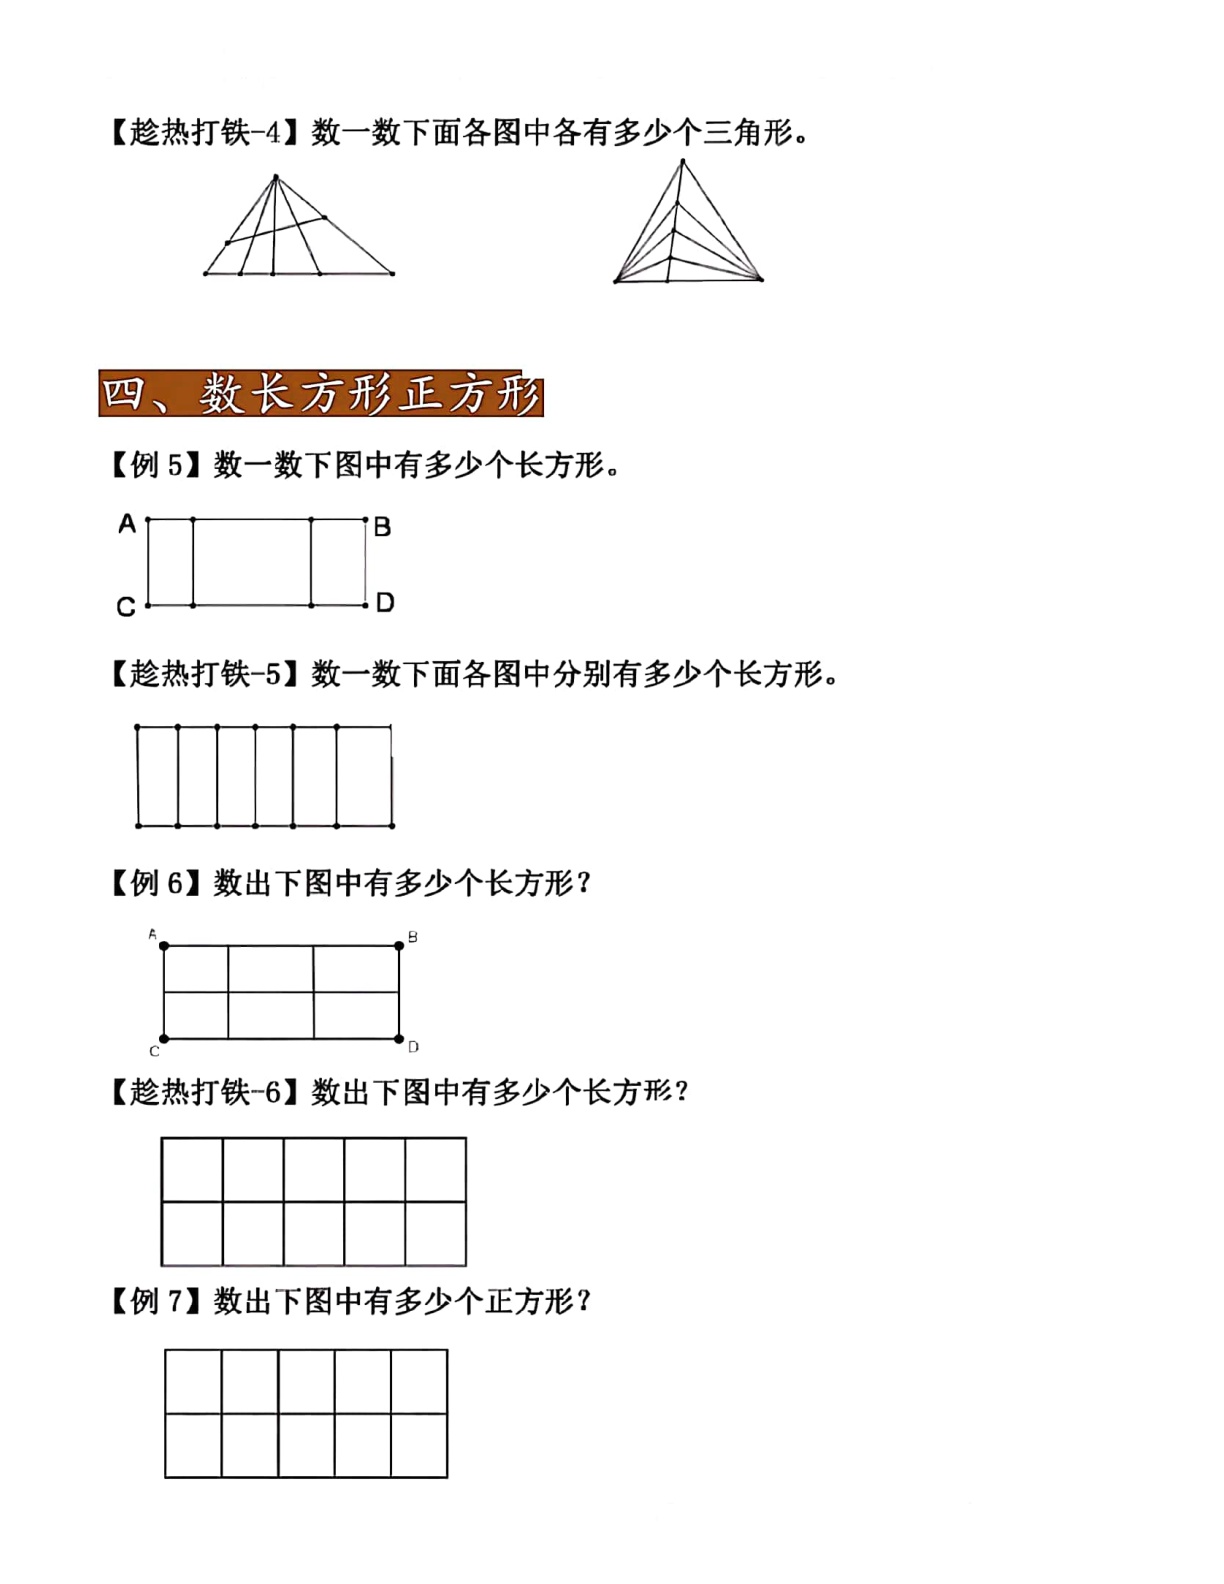 【趁热打铁-4】数一数下面各图中各有多少个三角形。
四、数长方形正方形
【例 5】数一数下图中有多少个长方形。
A B
C D
【趁热打铁-5】数一数下面各图中分别有多少个长方形。
【例 6】数出下图中有多少个长方形？
A B
C D
【趁热打铁-6】数出下图中有多少个长方形？
【例 7】数出下图中有多少个正方形？